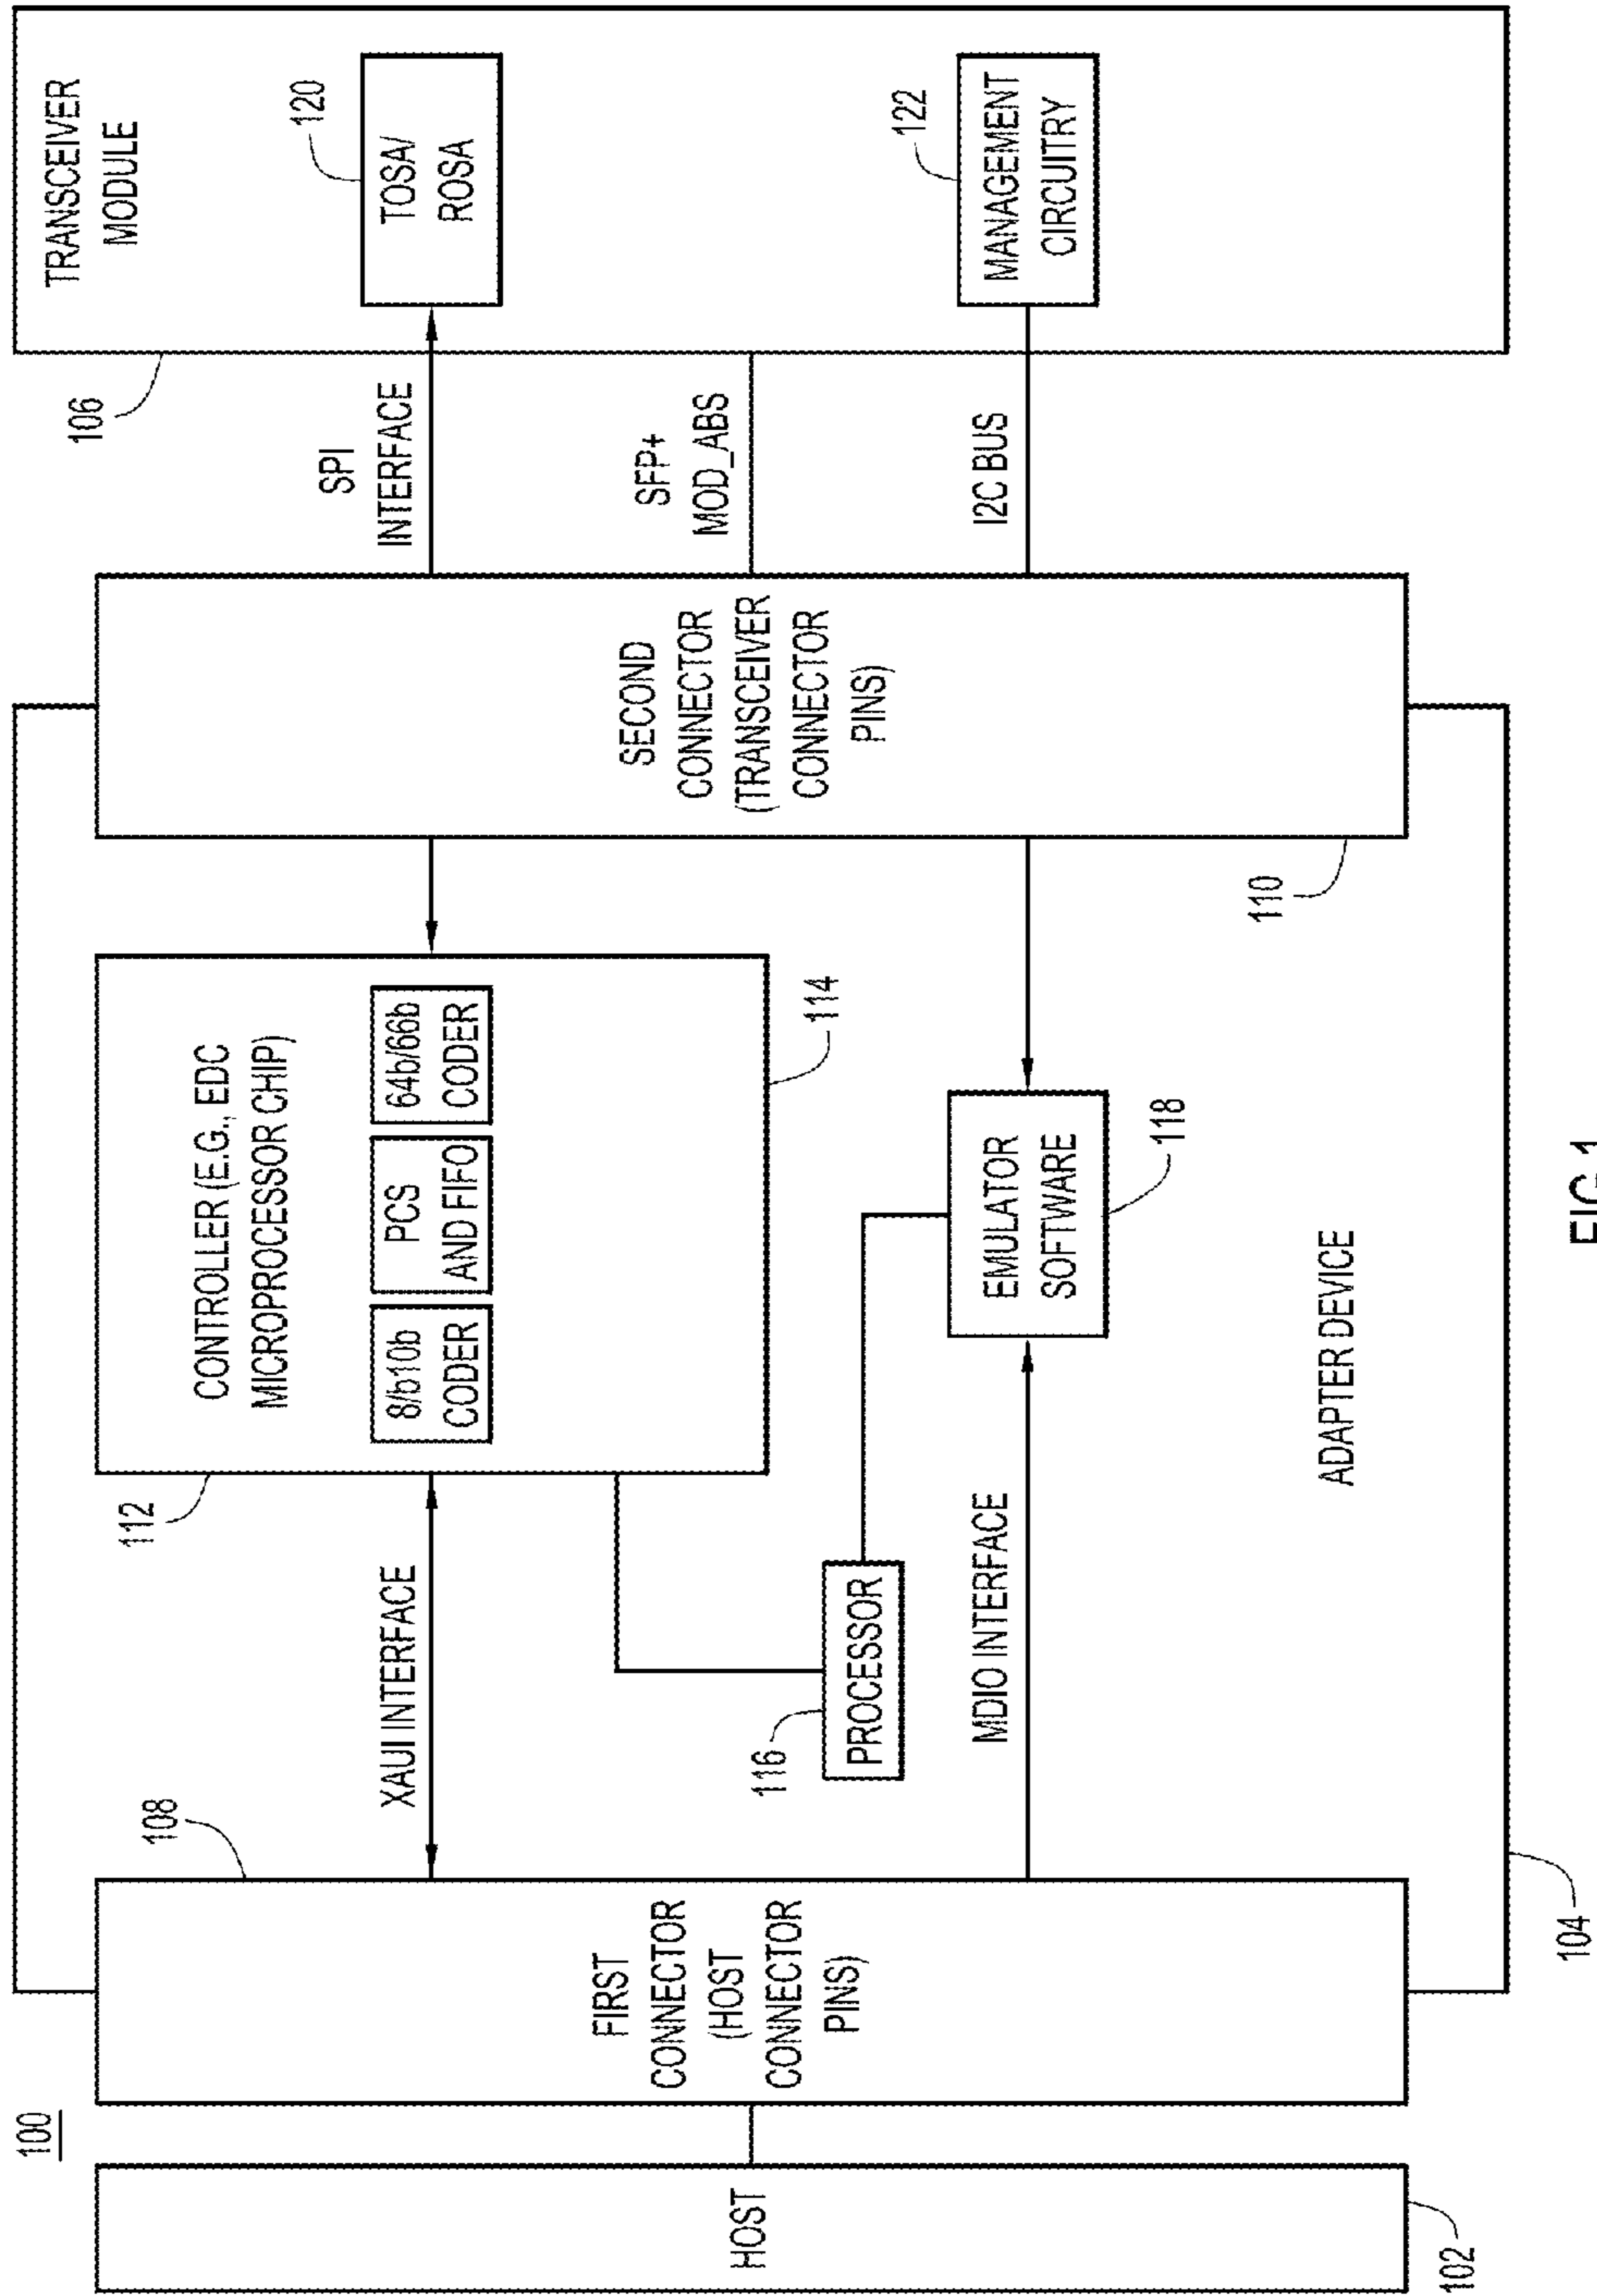 100
HOST
102
FIRST
CONNECTOR
(HOST
CONNECTOR
PINS)
108
XAUI INTERFACE
MDIO INTERFACE
PROCESSOR
116
CONTROLLER (E.G., EDC
MICROPROCESSOR CHIP)
112
8/b10b
CODER
PCS
AND FIFO
64b/66b
CODER
114
EMULATOR
SOFTWARE
118
ADAPTER DEVICE
104
SECOND
CONNECTOR
(TRANSCEIVER
CONNECTOR
PINS)
110
SPI
INTERFACE
SFP+
MOD_ABS
I2C BUS
106
TRANSCEIVER
MODULE
TOSA/
ROSA
120
MANAGEMENT
CIRCUITRY
122
FIG.1